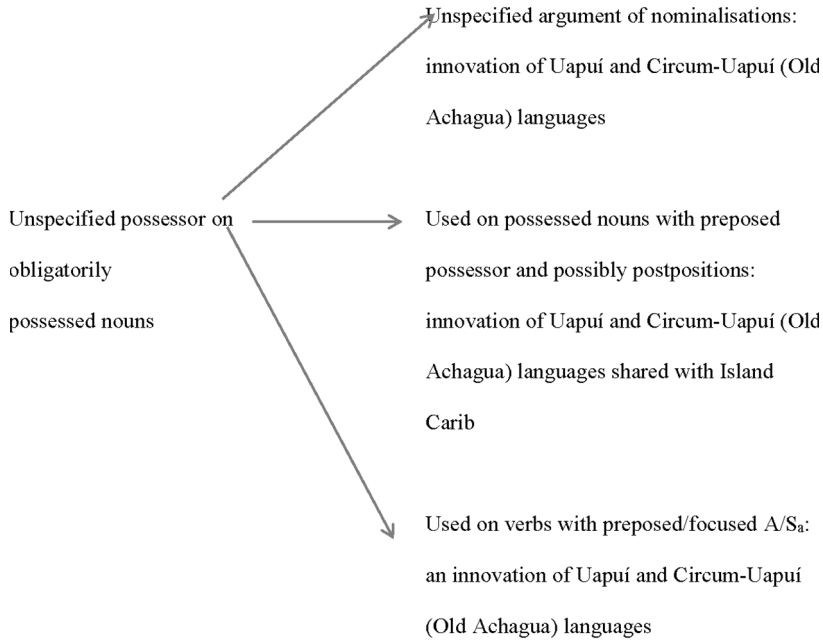 Unspecified possessor on
obligatorily
possessed nouns
Unspecified argument of nominalisations:
innovation of Uapuí and Circum-Uapuí (Old
Achagua) languages
Used on possessed nouns with preposed
possessor and possibly postpositions:
innovation of Uapuí and Circum-Uapuí (Old
Achagua) languages shared with Island
Carib
Used on verbs with preposed/focused A/Sₐ:
an innovation of Uapuí and Circum-Uapuí
(Old Achagua) languages